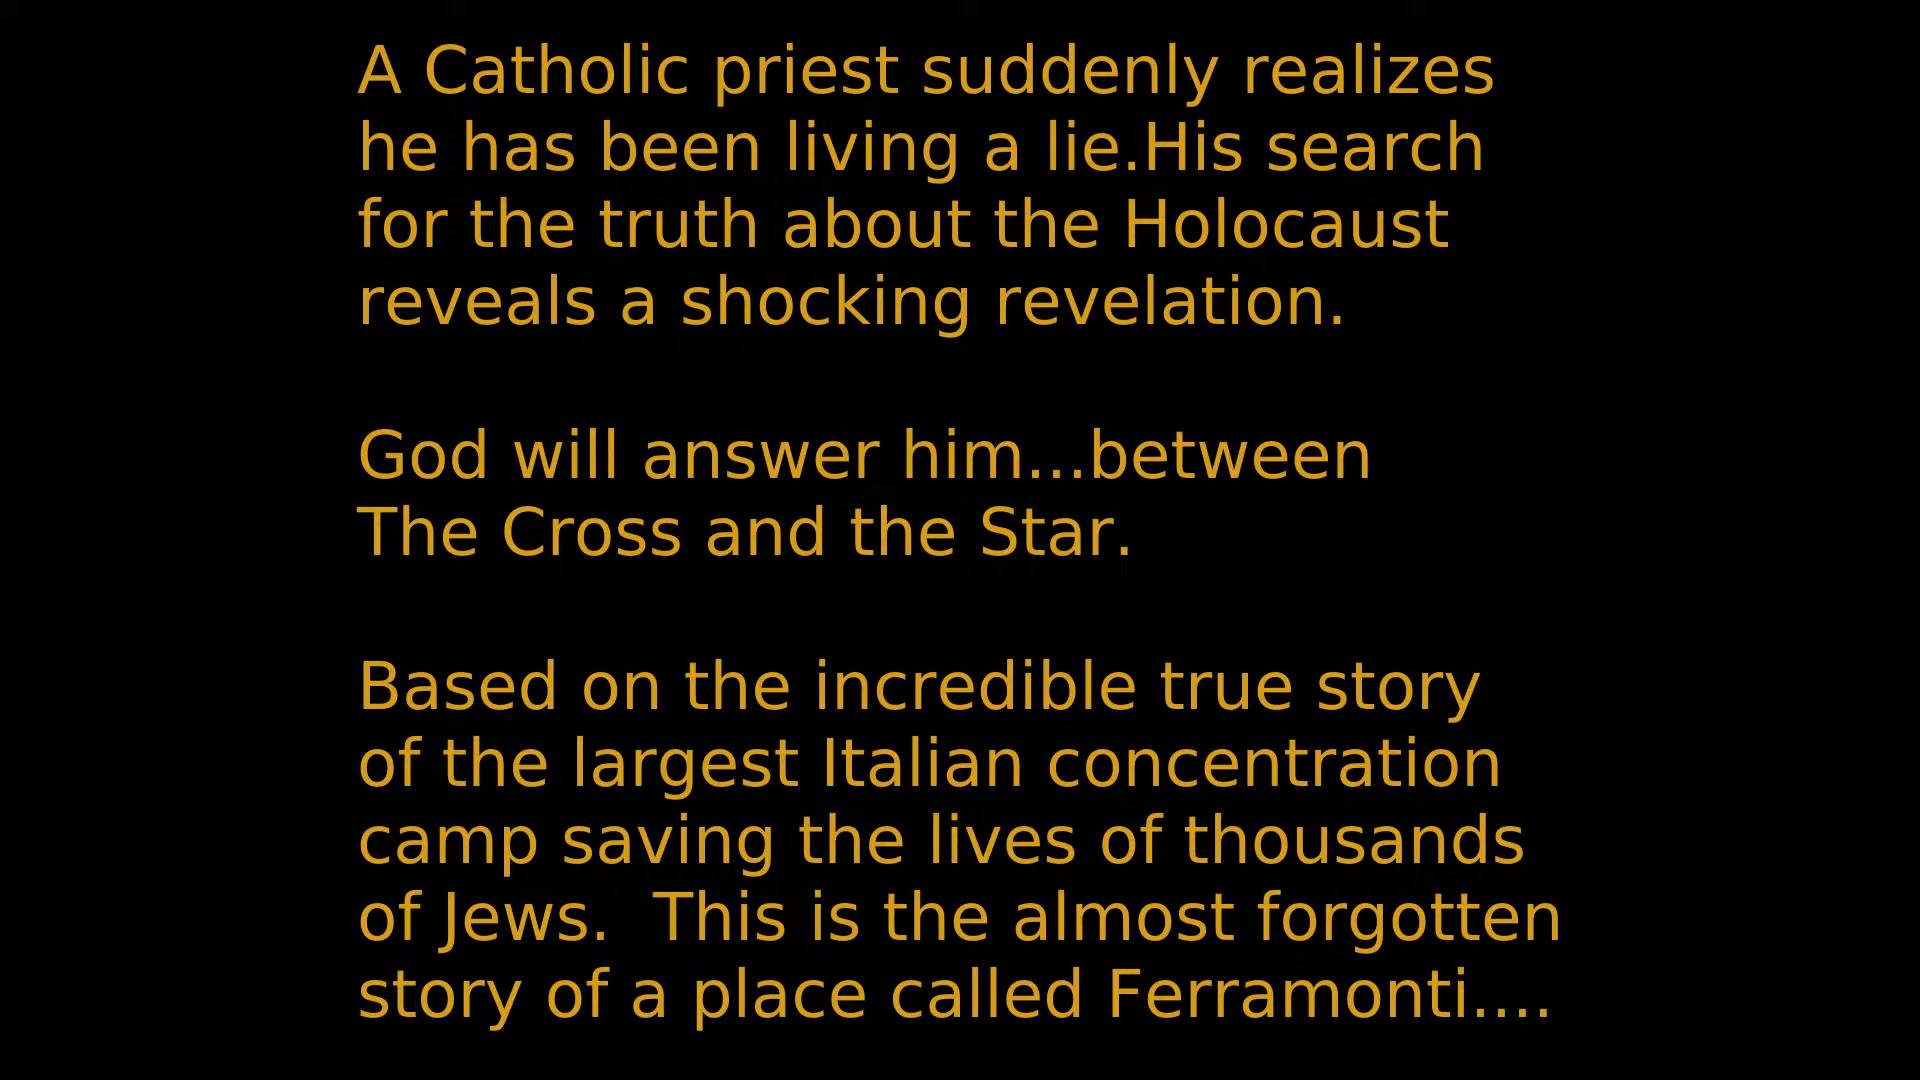 A Catholic priest suddenly realizes
he has been living a lie.His search
for the truth about the Holocaust
reveals a shocking revelation.
God will answer him...between
The Cross and the Star.
Based on the incredible true story
of the largest Italian concentration
camp saving the lives of thousands
of Jews.  This is the almost forgotten
story of a place called Ferramonti....